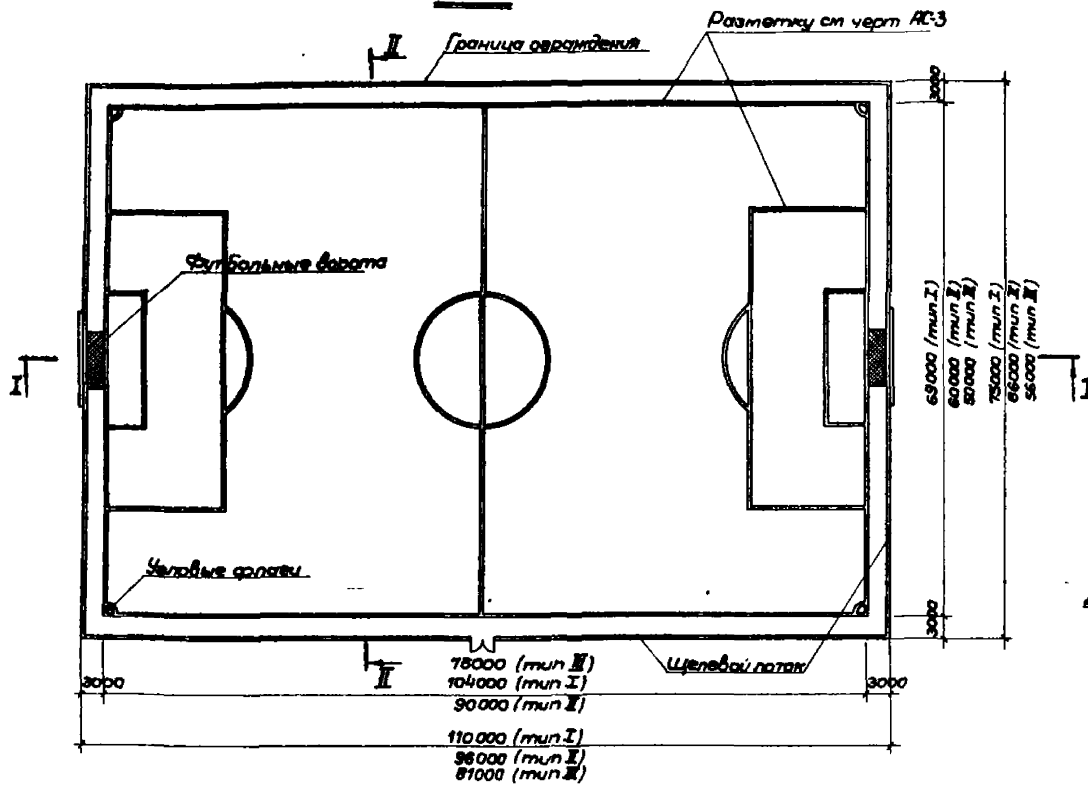 II
Граница ограждения
Разметку см черт АС-3
3000
Футбольные ворота
69000 (тип I)
60000 (тип II)
50000 (тип III)
75000 (тип I)
66000 (тип II)
56000 (тип III)
I
I
Угловые флаги
3000
II
Щелевой лоток
3000
78000 (тип III)
104000 (тип I)
90000 (тип II)
3000
110000 (тип I)
96000 (тип II)
81000 (тип III)